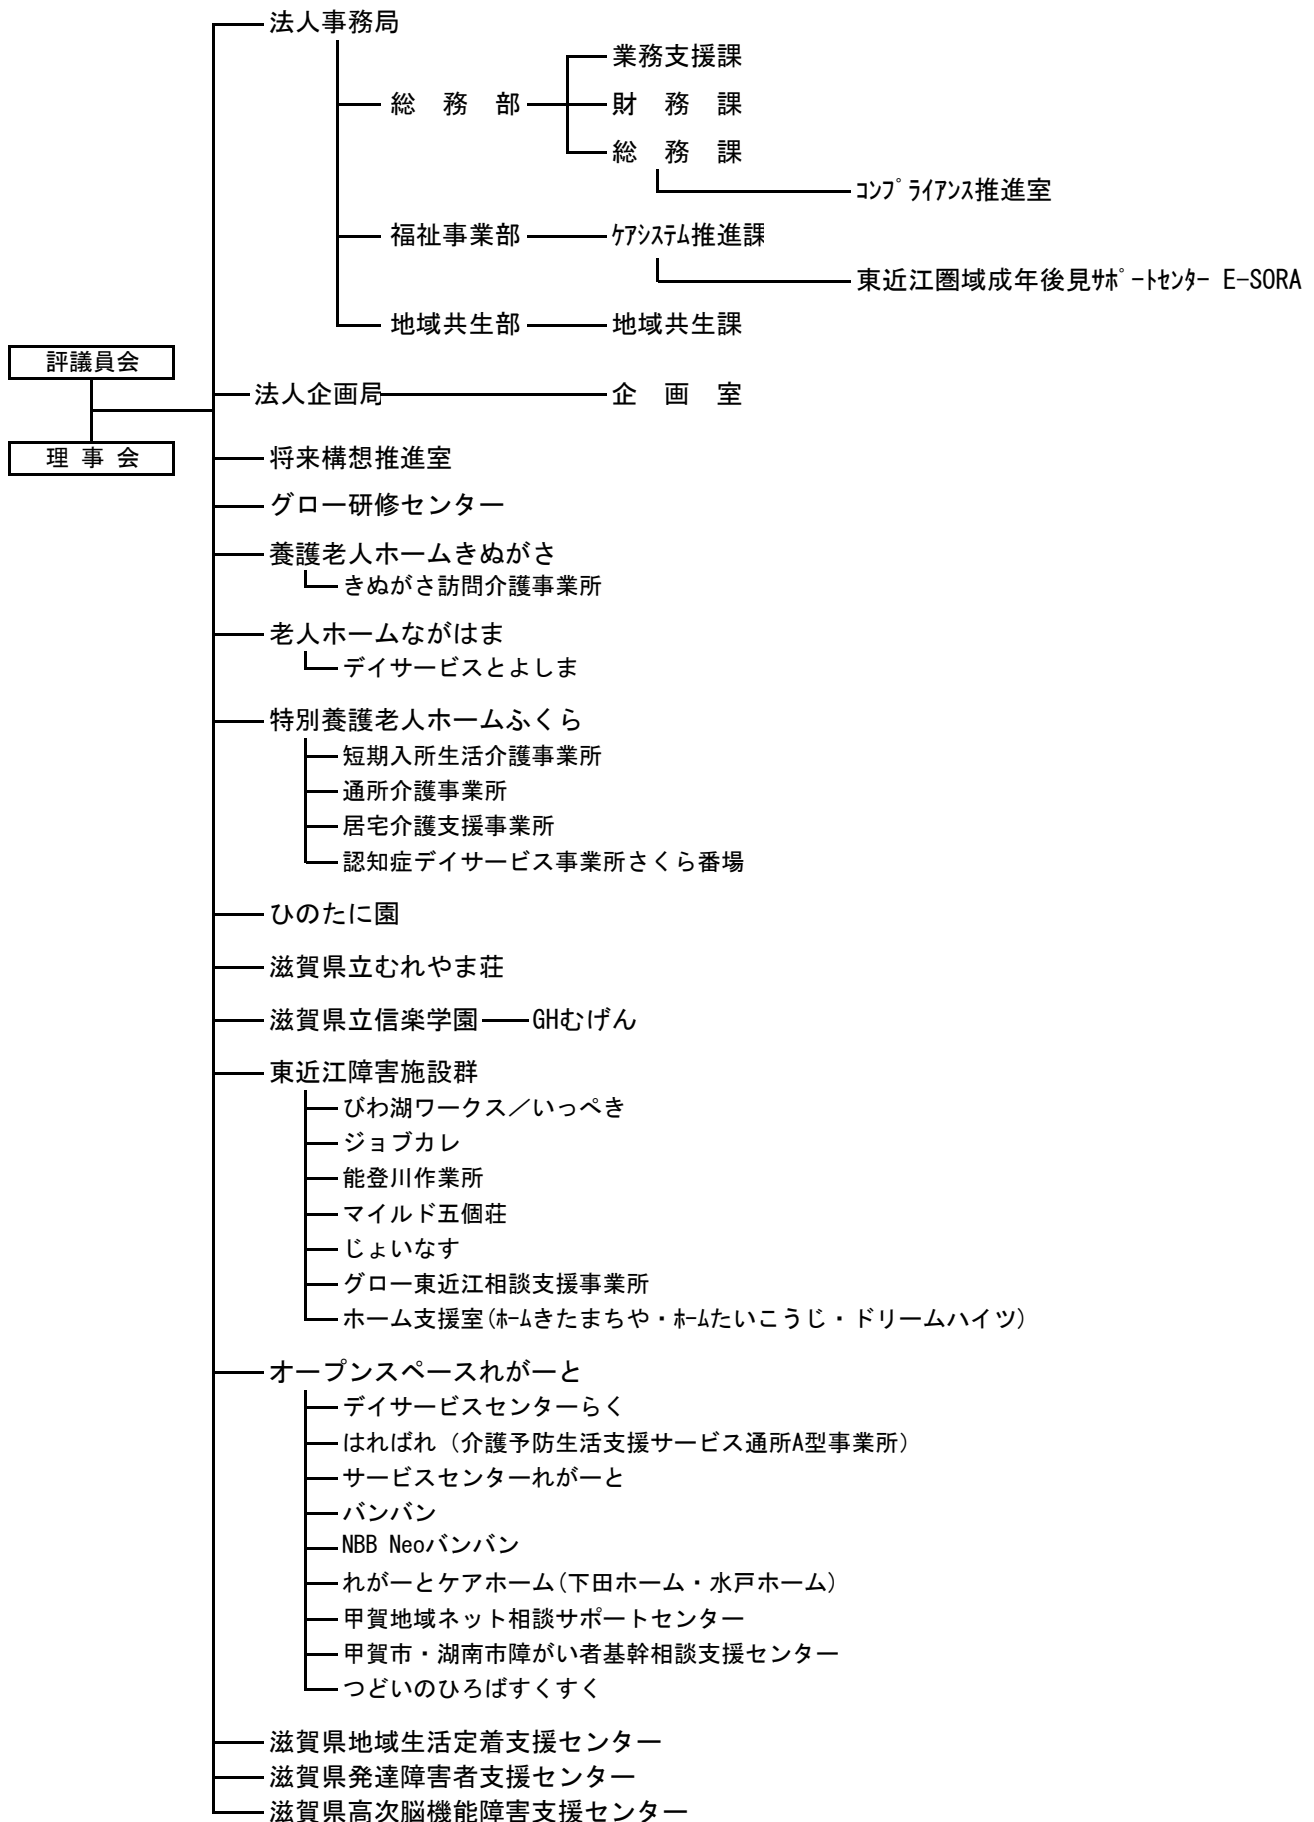 法人事務局
業務支援課
総　務　部
財　務　課
総　務　課
ｺﾝﾌﾟﾗｲｱﾝｽ推進室
福祉事業部
ｹｱｼｽﾃﾑ推進課
東近江圏域成年後見ｻﾎﾟｰﾄｾﾝﾀｰ E-SORA
地域共生部
地域共生課
評議員会
法人企画局
企　画　室
理 事 会
将来構想推進室
グロー研修センター
養護老人ホームきぬがさ
きぬがさ訪問介護事業所
老人ホームながはま
デイサービスとよしま
特別養護老人ホームふくら
短期入所生活介護事業所
通所介護事業所
居宅介護支援事業所
認知症デイサービス事業所さくら番場
ひのたに園
滋賀県立むれやま荘
滋賀県立信楽学園
GHむげん
東近江障害施設群
びわ湖ワークス／いっぺき
ジョブカレ
能登川作業所
マイルド五個荘
じょいなす
グロー東近江相談支援事業所
ホーム支援室(ﾎｰﾑきたまちや・ﾎｰﾑたいこうじ・ドリームハイツ)
オープンスペースれがーと
デイサービスセンターらく
はればれ（介護予防生活支援サービス通所A型事業所）
サービスセンターれがーと
バンバン
NBB Neoバンバン
れがーとケアホーム(下田ホーム・水戸ホーム)
甲賀地域ネット相談サポートセンター
甲賀市・湖南市障がい者基幹相談支援センター
つどいのひろばすくすく
滋賀県地域生活定着支援センター
滋賀県発達障害者支援センター
滋賀県高次脳機能障害支援センター